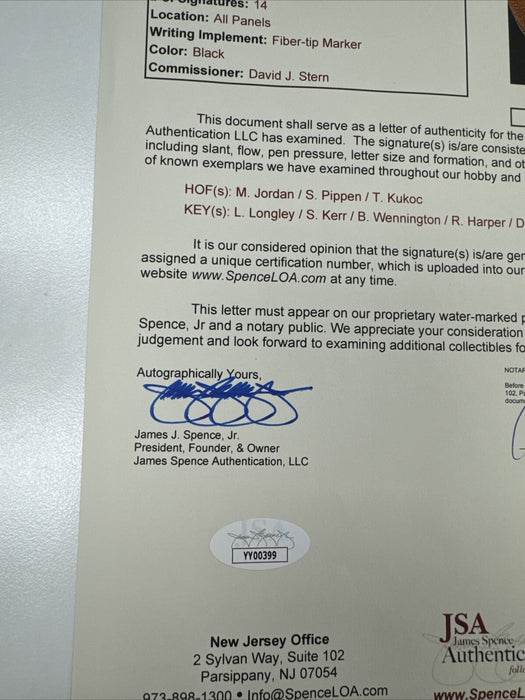 Signatures: 14
Location: All Panels
Writing Implement: Fiber-tip Marker
Color: Black
Commissioner: David J. Stern
This document shall serve as a letter of authenticity for the
Authentication LLC has examined. The signature(s) is/are consiste
including slant, flow, pen pressure, letter size and formation, and ot
of known exemplars we have examined throughout our hobby and
HOF(s): M. Jordan / S. Pippen / T. Kukoc
KEY(s): L. Longley / S. Kerr / B. Wennington / R. Harper / D
It is our considered opinion that the signature(s) is/are ger
assigned a unique certification number, which is uploaded into our
website www.SpenceLOA.com at any time.
This letter must appear on our proprietary water-marked p
Spence, Jr and a notary public. We appreciate your consideration
judgement and look forward to examining additional collectibles fo
Autographically Yours,
NOTAR
Before
102, Pa
docume
James J. Spence, Jr.
President, Founder, & Owner
James Spence Authentication, LLC
JSA
YY00399
New Jersey Office
2 Sylvan Way, Suite 102
Parsippany, NJ 07054
973-898-1300 • Info@SpenceLOA.com
JSA
James Spence
Authentic
follo
www.SpenceL